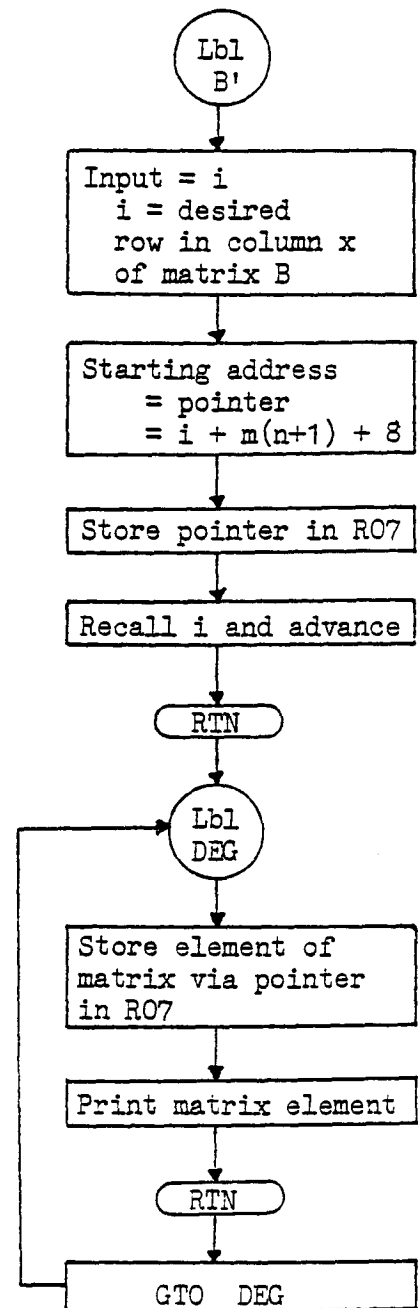 Lbl
B'
Input = i
i = desired
row in column x
of matrix B
Starting address
= pointer
= i + m(n+1) + 8
Store pointer in R07
Recall i and advance
RTN
Lbl
DEG
Store element of
matrix via pointer
in R07
Print matrix element
RTN
GTO DEG